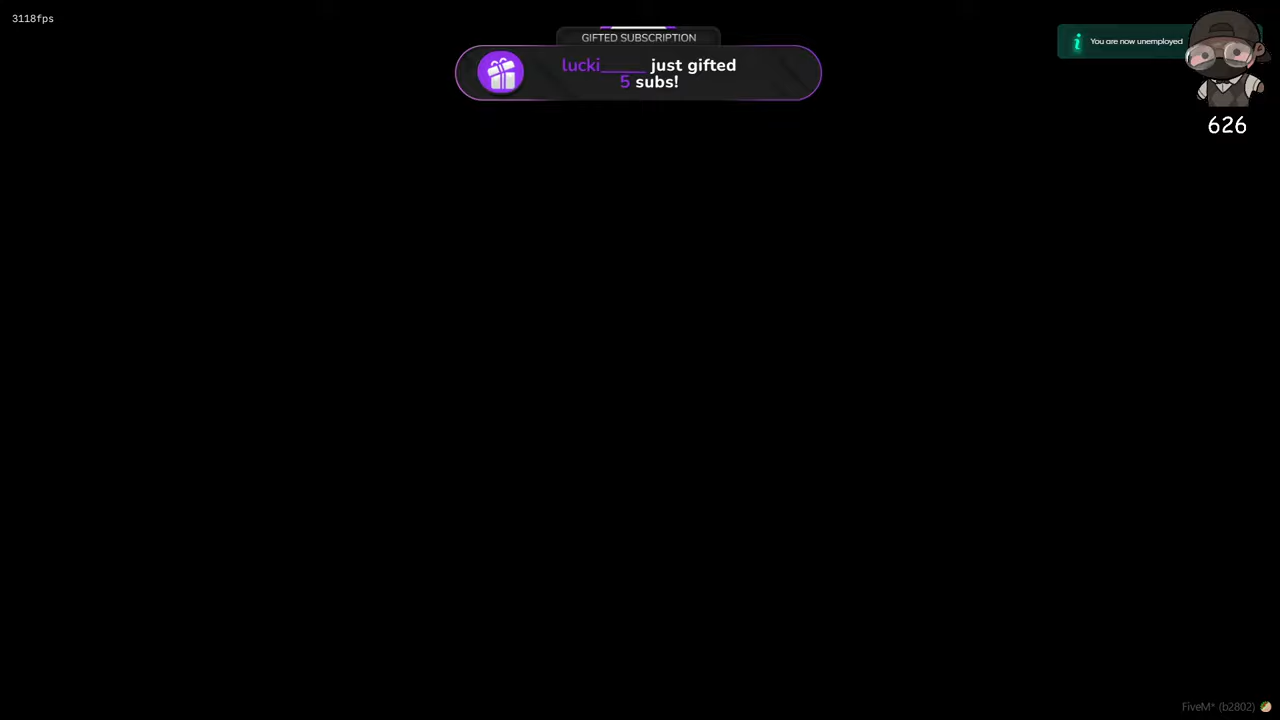 3118fps
GIFTED SUBSCRIPTION
lucki_____ just gifted
5 subs!
You are now unemployed
626
FiveM* (b2802)